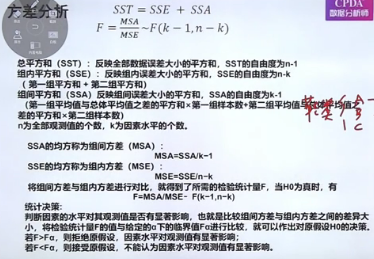 方差分析
SST = SSE + SSA
CPDA
数据分析师
F = MSA/MSE ~F(k − 1, n − k)
总平方和（SST）：反映全部数据误差大小的平方和，SST的自由度为n-1
组内平方和（SSE）：反映组内误差大小的平方和，SSE的自由度为n-k
（第一组平方和 + 第二组平方和）
组间平方和（SSA）反映组间误差大小的平方和，SSA的自由度为k-1
（第一组平均值与总体平均值之差的平方和×第一组样本数+第二组平均值与总体平均值之
差的平方和×第二组样本数）
n为全部观测值的个数，k为因素水平的个数。
SSA的均方称为组间方差（MSA）：
MSA=SSA/k−1
SSE的均方称为组内方差（MSE）：
MSE=SSE/n−k
将组间方差与组内方差进行对比，就得到了所需的检验统计量F，当H0为真时，有
F=MSA/MSE~ F(k−1,n−k)
统计决策：
判断因素的水平对其观测值是否有显著影响，也就是比较组间方差与组内方差之间的差异大
小，将检验统计量F的值与给定的α下的临界值Fα进行比较，就可以作出对原假设H0的决策。
若F>Fα，则拒绝原假设，因素水平对观测值有显著影响；
若F<Fα，则接受原假设，不能认为因素水平对观测值有显著影响。